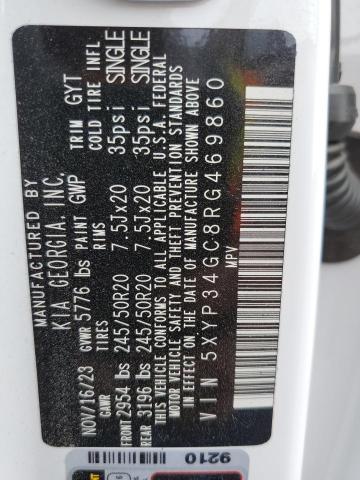 MANUFACTURED BY
KIA GEORGIA, INC.
NOV/16/23 GVWR 5776 lbs PAINT GWP TRIM GYT
GAWR TIRES RIMS COLD TIRE INFL
FRONT 2954 lbs 245/50R20 7.5Jx20 35psi SINGLE
REAR 3196 lbs 245/50R20 7.5Jx20 35psi SINGLE
THIS VEHICLE CONFORMS TO ALL APPLICABLE U.S.A. FEDERAL
MOTOR VEHICLE SAFETY AND THEFT PREVENTION STANDARDS
IN EFFECT ON THE DATE OF MANUFACTURE SHOWN ABOVE.
VIN 5XYP34GC8RG469860
MPV
9210